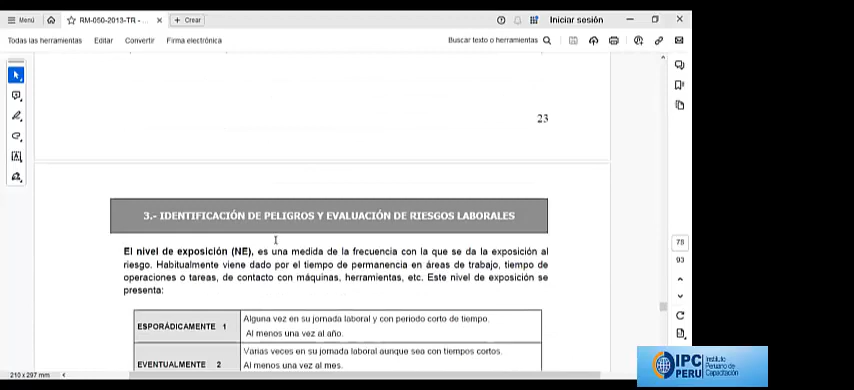 Menú
RM-050-2013-TR - ...
+ Crear
Iniciar sesión
Todas las herramientas
Editar
Convertir
Firma electrónica
Buscar texto o herramientas
23
3.- IDENTIFICACIÓN DE PELIGROS Y EVALUACIÓN DE RIESGOS LABORALES
El nivel de exposición (NE), es una medida de la frecuencia con la que se da la exposición al
riesgo. Habitualmente viene dado por el tiempo de permanencia en áreas de trabajo, tiempo de
operaciones o tareas, de contacto con máquinas, herramientas, etc. Este nivel de exposición se
presenta:
ESPORÁDICAMENTE 1
Alguna vez en su jornada laboral y con periodo corto de tiempo.
Al menos una vez al año.
EVENTUALMENTE 2
Varias veces en su jornada laboral aunque sea con tiempos cortos.
Al menos una vez al mes.
78
93
210 x 297 mm
IPC
PERÚ
Instituto
Peruano de
Capacitación